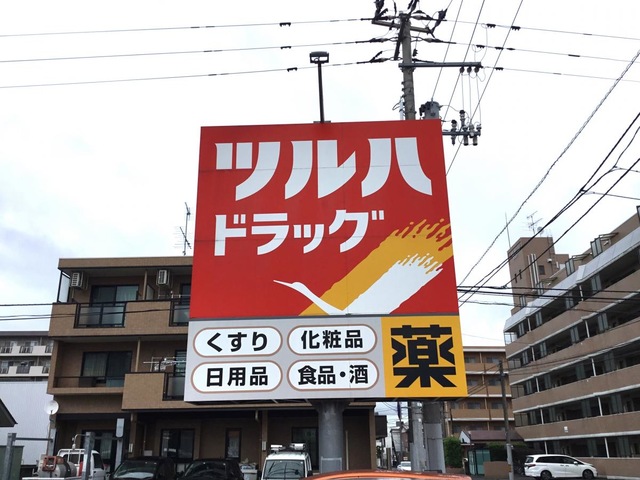 ツルハ
ドラッグ
くすり 化粧品
日用品 食品・酒
薬